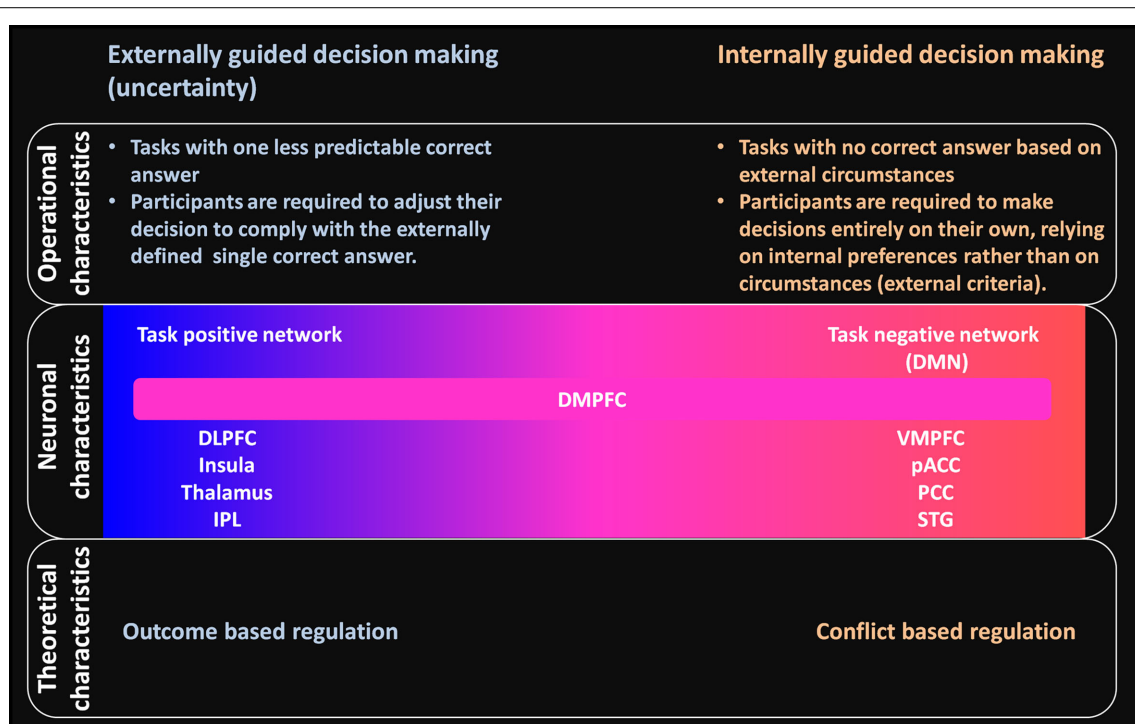 Externally guided decision making
(uncertainty)
Internally guided decision making
Operational
characteristics
• Tasks with one less predictable correct
answer
• Participants are required to adjust their
decision to comply with the externally
defined single correct answer.
• Tasks with no correct answer based on
external circumstances
• Participants are required to make
decisions entirely on their own, relying
on internal preferences rather than on
circumstances (external criteria).
Neuronal
characteristics
Task positive network
Task negative network
(DMN)
DMPFC
DLPFC
Insula
Thalamus
IPL
VMPFC
pACC
PCC
STG
Theoretical
characteristics
Outcome based regulation
Conflict based regulation